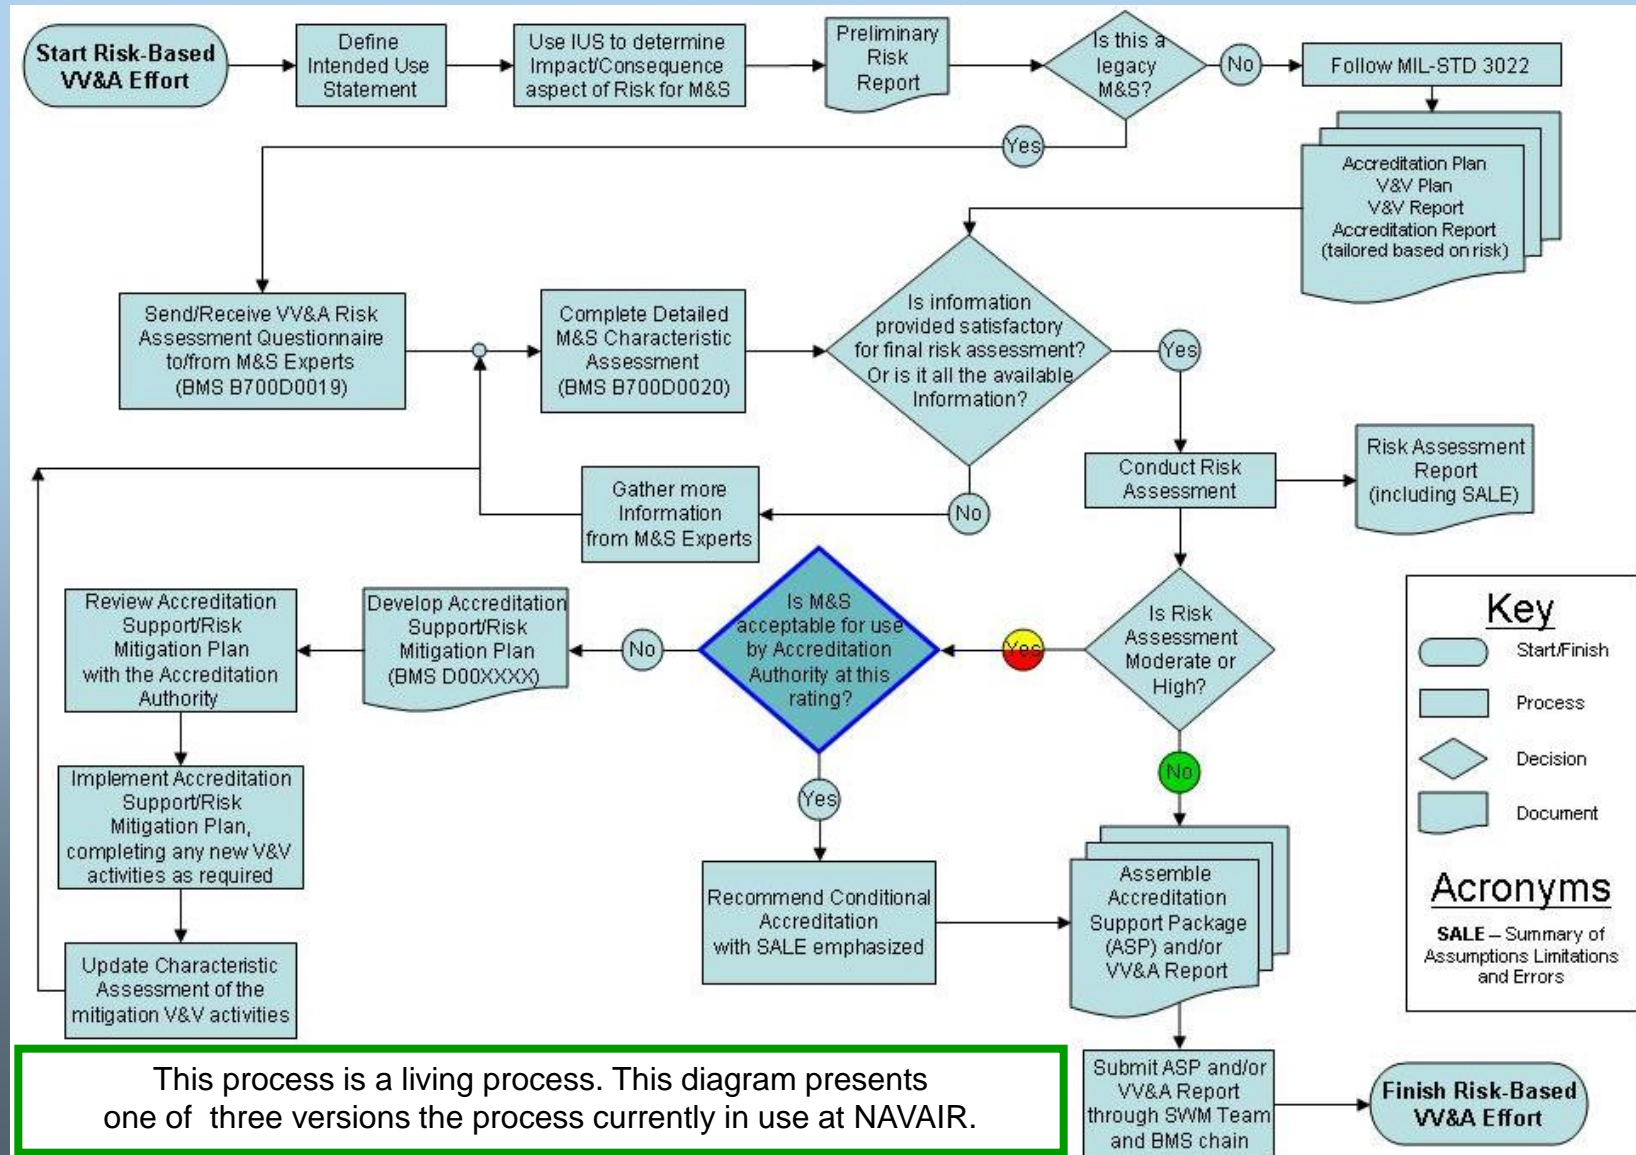 Start Risk-Based
VV&A Effort
Define
Intended Use
Statement
Use IUS to determine
Impact/Consequence
aspect of Risk for M&S
Preliminary
Risk
Report
Is this a
legacy
M&S?
No
Follow MIL-STD 3022
Yes
Accreditation Plan
V&V Plan
V&V Report
Accreditation Report
(tailored based on risk)
Send/Receive VV&A Risk
Assessment Questionnaire
to/from M&S Experts
(BMS B700D0019)
Complete Detailed
M&S Characteristic
Assessment
(BMS B700D0020)
Is information
provided satisfactory
for final risk assessment?
Or is it all the available
Information?
Yes
No
Gather more
Information
from M&S Experts
Conduct Risk
Assessment
Risk Assessment
Report
(including SALE)
Is Risk
Assessment
Moderate or
High?
Yes
No
Is M&S
acceptable for use
by Accreditation
Authority at this
rating?
No
Yes
Develop Accreditation
Support/Risk
Mitigation Plan
(BMS D00XXXX)
Review Accreditation
Support/Risk
Mitigation Plan
with the Accreditation
Authority
Implement Accreditation
Support/Risk
Mitigation Plan,
completing any new V&V
activities as required
Update Characteristic
Assessment of the
mitigation V&V activities
Recommend Conditional
Accreditation
with SALE emphasized
Assemble
Accreditation
Support Package
(ASP) and/or
VV&A Report
Submit ASP and/or
VV&A Report
through SWM Team
and BMS chain
Finish Risk-Based
VV&A Effort
Key
Start/Finish
Process
Decision
Document
Acronyms
SALE – Summary of
Assumptions Limitations
and Errors
This process is a living process. This diagram presents
one of  three versions the process currently in use at NAVAIR.